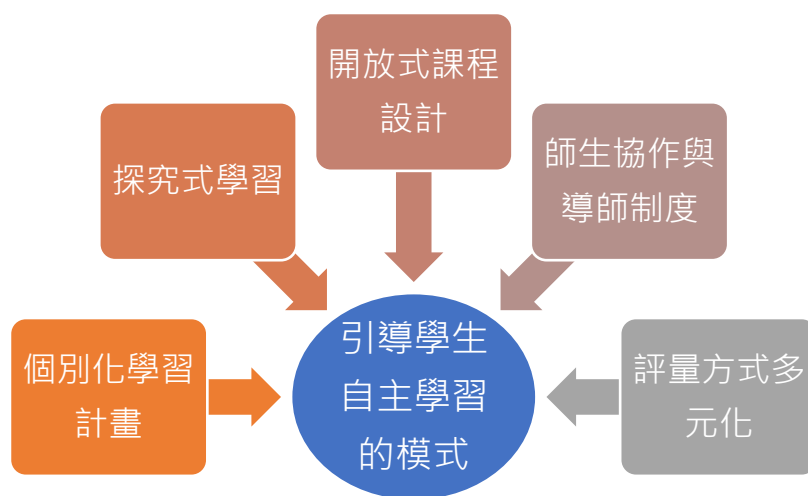 個別化學習
計畫
探究式學習
開放式課程
設計
師生協作與
導師制度
評量方式多
元化
引導學生
自主學習
的模式